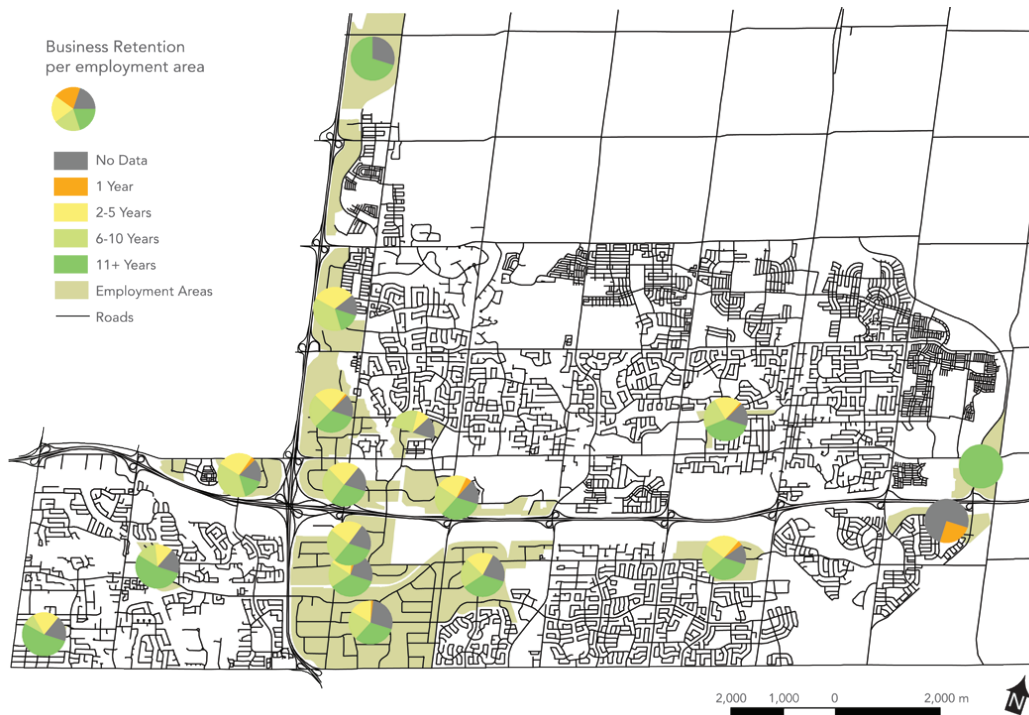 Business Retention
per employment area
No Data
1 Year
2-5 Years
6-10 Years
11+ Years
Employment Areas
Roads
2,000 1,000 0 2,000 m
N